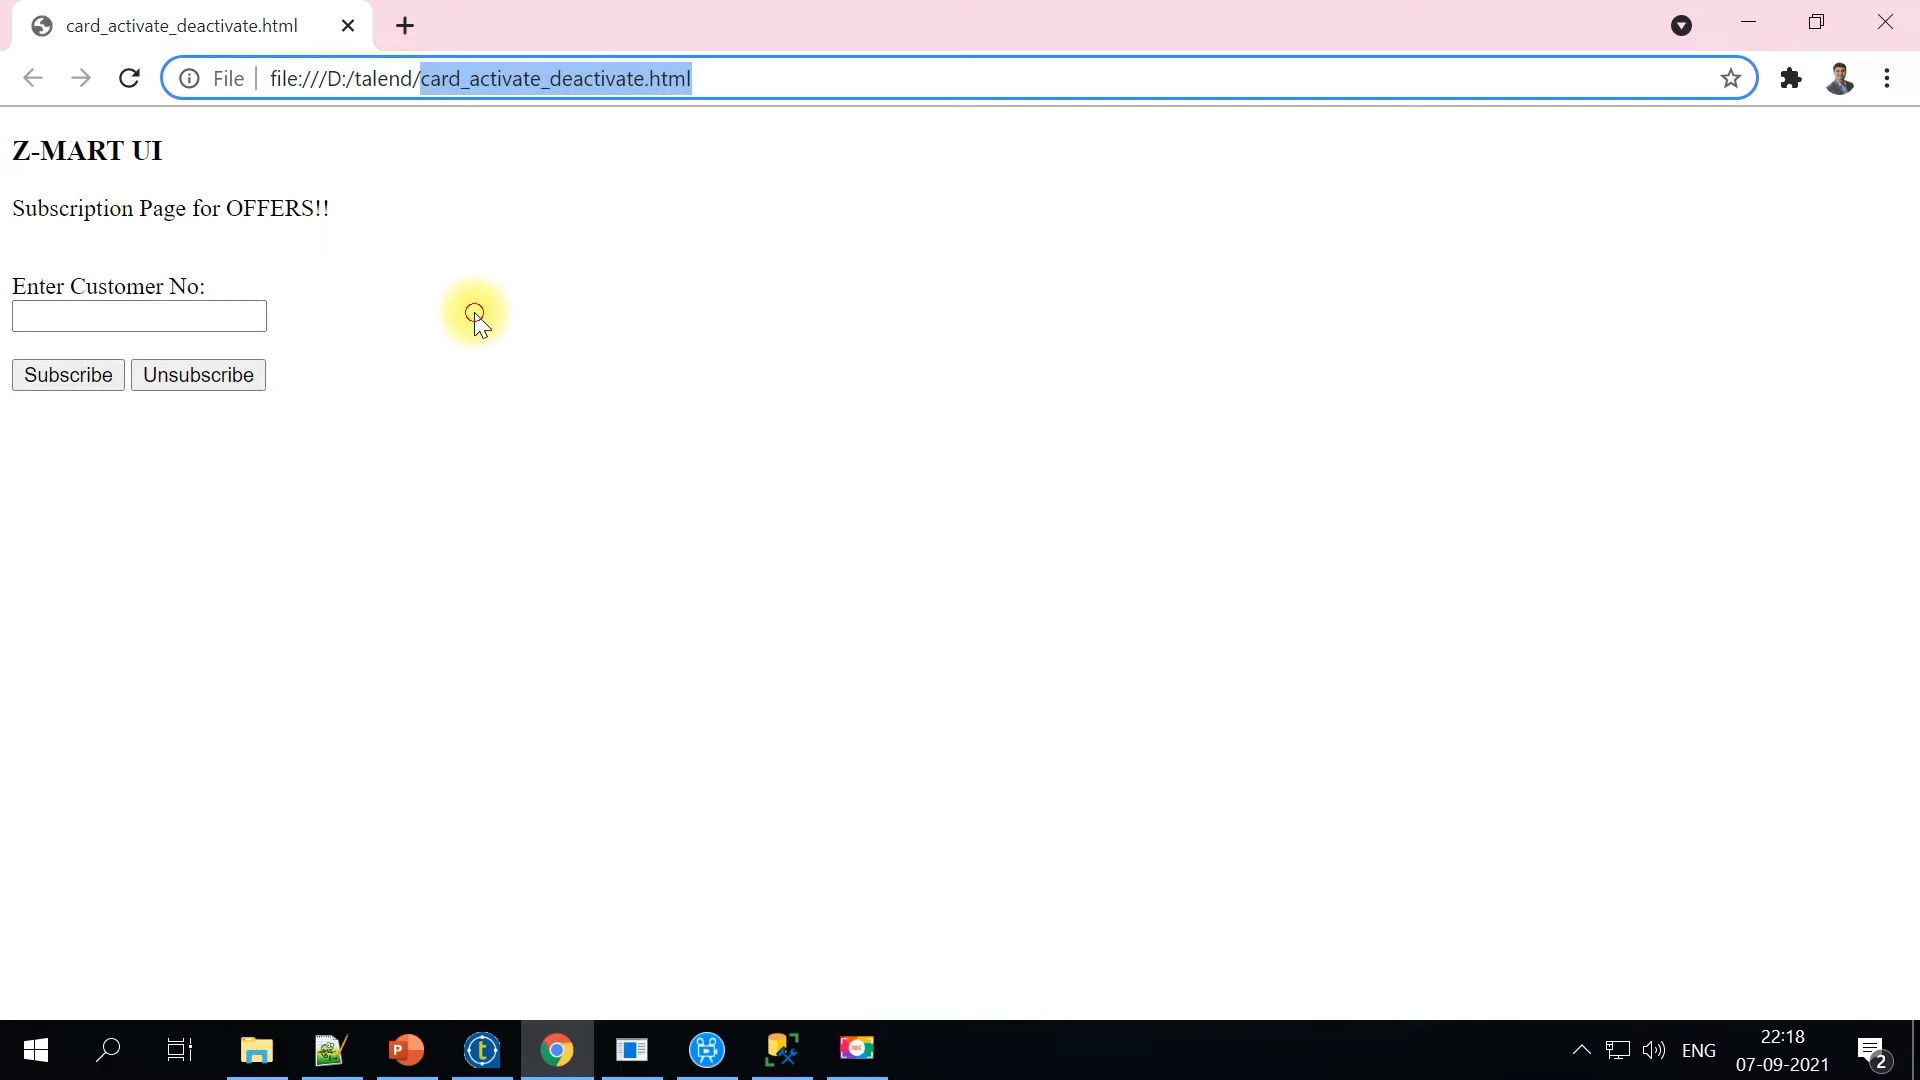 card_activate_deactivate.html
File file:///D:/talend/card_activate_deactivate.html
Z-MART UI
Subscription Page for OFFERS!!
Enter Customer No:
Subscribe Unsubscribe
P t ENG 22:18 07-09-2021 2